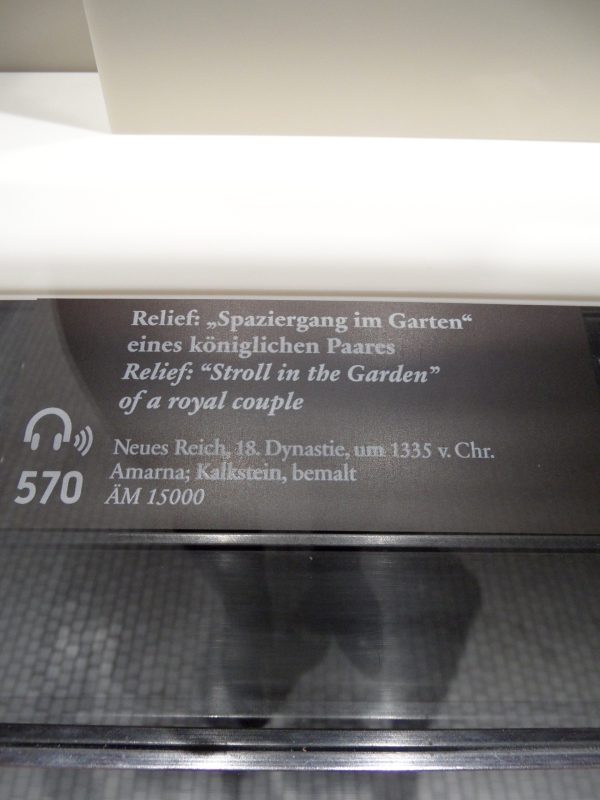 Relief: „Spaziergang im Garten“
eines königlichen Paares
Relief: “Stroll in the Garden”
of a royal couple
Neues Reich, 18. Dynastie, um 1335 v. Chr.
Amarna; Kalkstein, bemalt
570 ÄM 15000